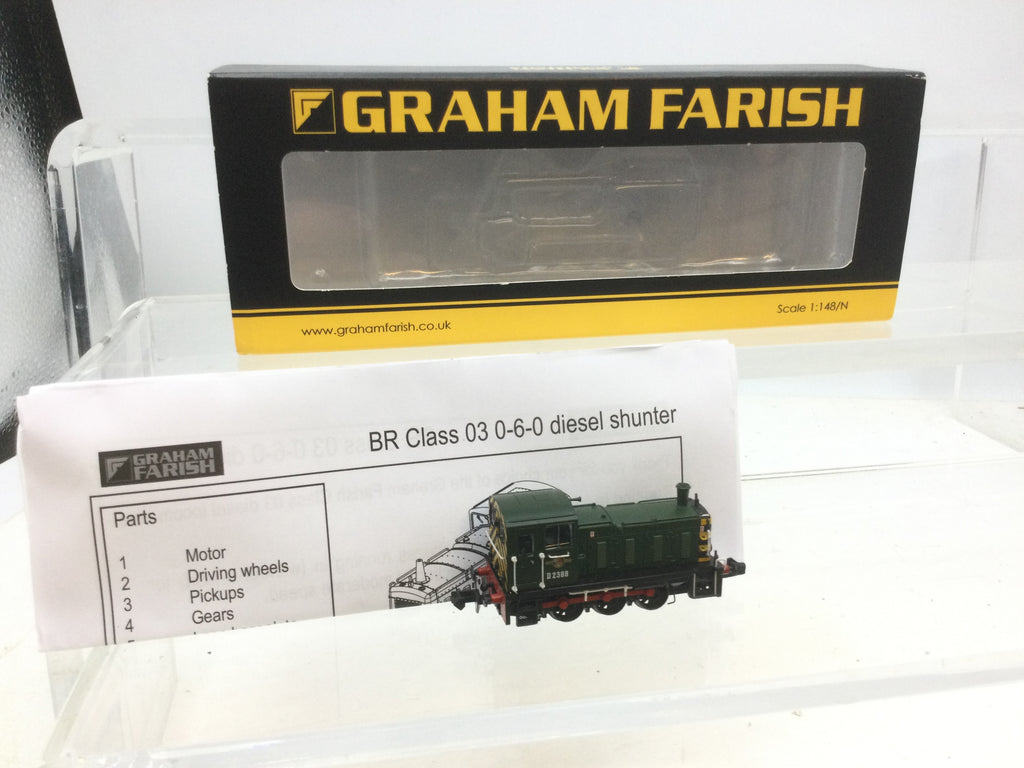 GRAHAM FARISH
www.grahamfarish.co.uk
Scale 1:148/N
GRAHAM
FARISH
BR Class 03 0-6-0 diesel shunter
Parts
1 Motor
2 Driving wheels
3 Pickups
4 Gears
D2388